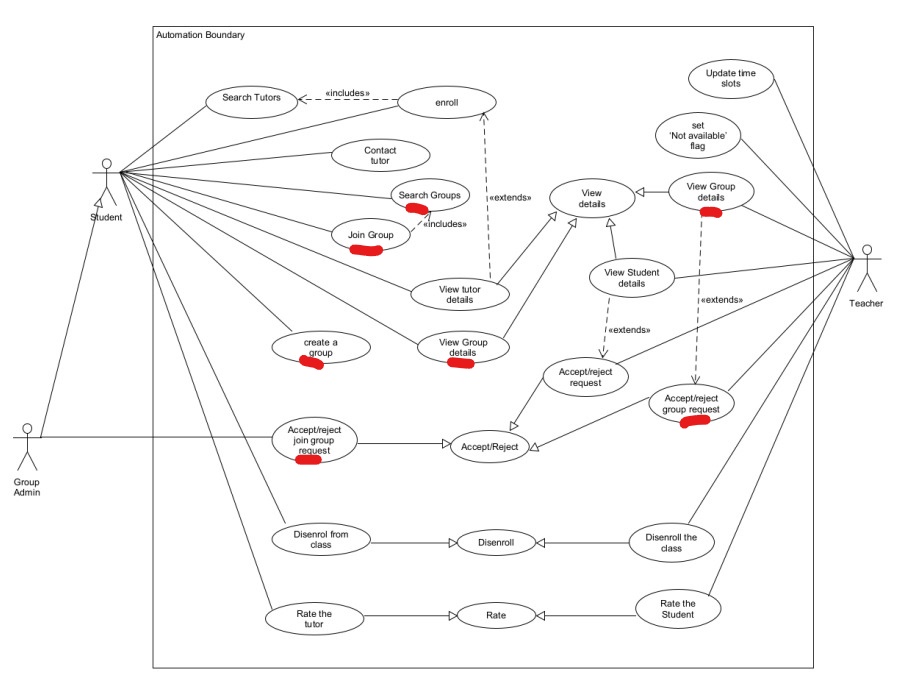 Automation Boundary
Update time
slots
Search Tutors
«includes»
enroll
set
'Not available'
flag
Contact
tutor
Search Groups
«extends»
View
details
View Group
details
Student
Join Group
«includes»
View Student
details
View tutor
details
«extends»
Teacher
«extends»
create a
group
View Group
details
Accept/reject
request
Accept/reject
group request
Accept/reject
join group
request
Accept/Reject
Group
Admin
Disenrol from
class
Disenroll
Disenroll the
class
Rate the
tutor
Rate
Rate the
Student